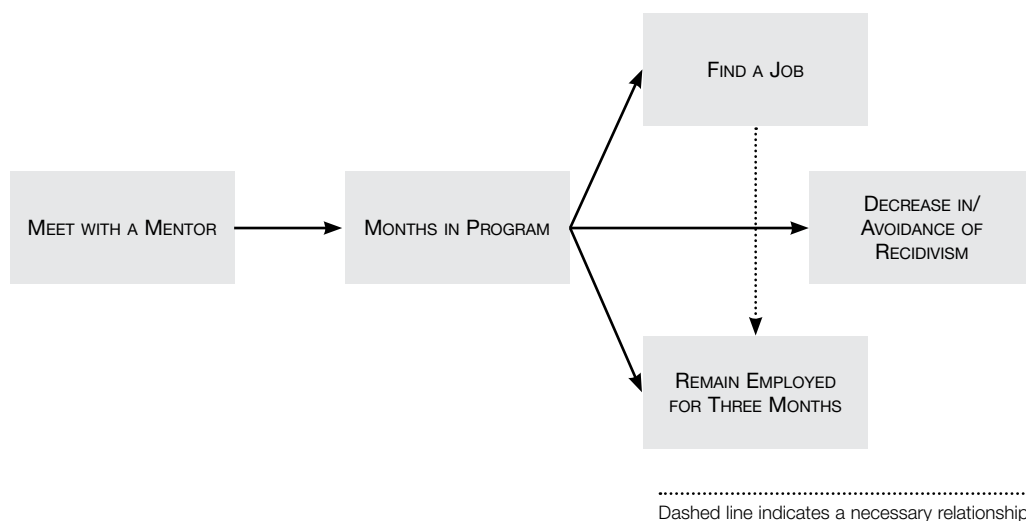 Find a Job
Meet with a Mentor
Months in Program
Decrease in/
Avoidance of
Recidivism
Remain Employed
for Three Months
Dashed line indicates a necessary relationship